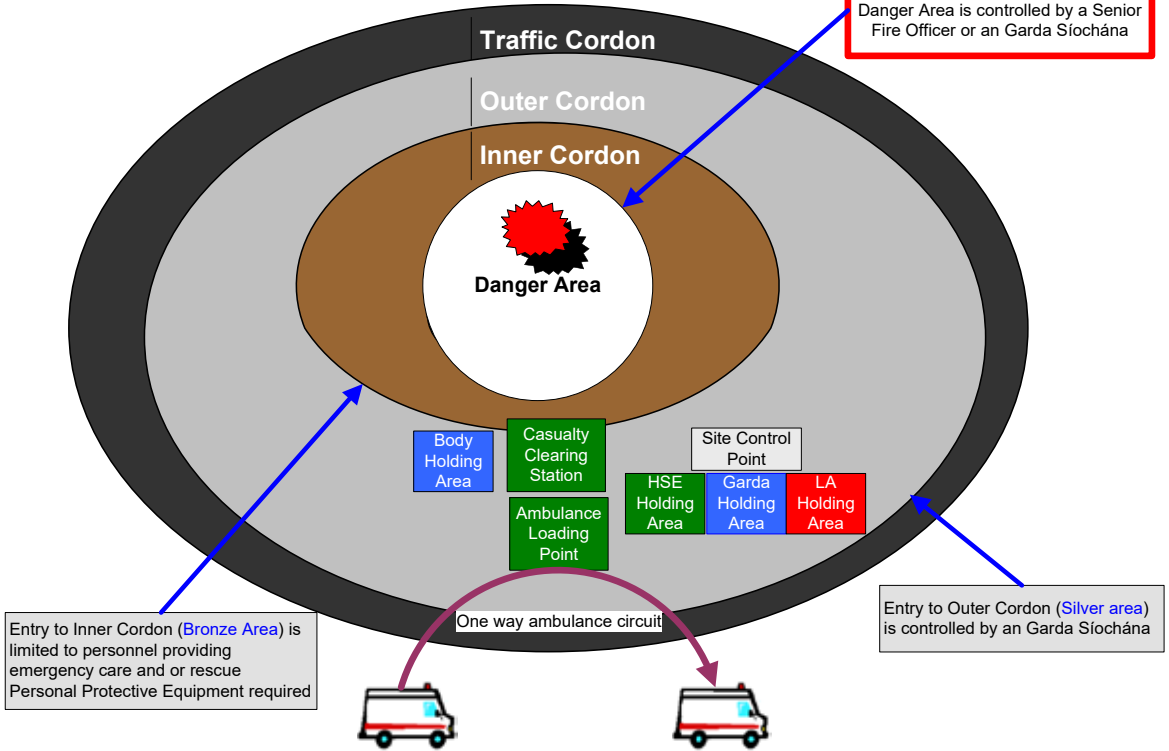 Danger Area is controlled by a Senior
Fire Officer or an Garda Síochána
Traffic Cordon
Outer Cordon
Inner Cordon
Danger Area
Body
Holding
Area
Casualty
Clearing
Station
Site Control
Point
HSE
Holding
Area
Garda
Holding
Area
LA
Holding
Area
Ambulance
Loading
Point
One way ambulance circuit
Entry to Inner Cordon (Bronze Area) is
limited to personnel providing
emergency care and or rescue
Personal Protective Equipment required
Entry to Outer Cordon (Silver area)
is controlled by an Garda Síochána